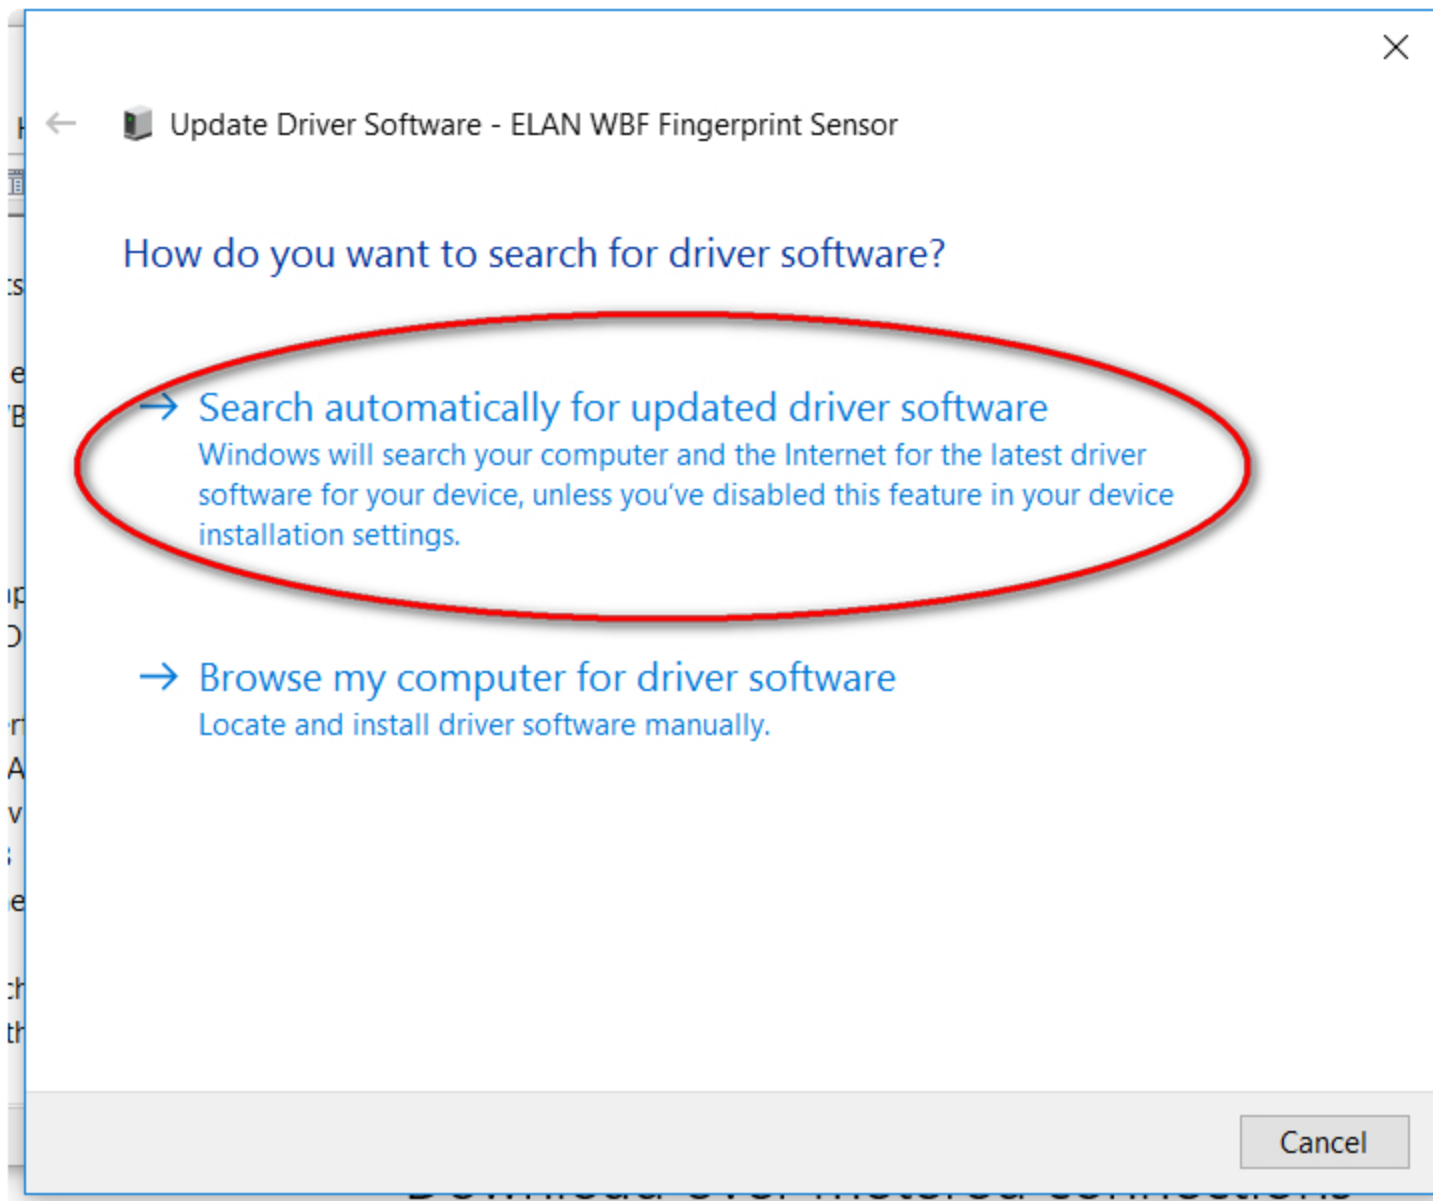 Update Driver Software - ELAN WBF Fingerprint Sensor
How do you want to search for driver software?
Search automatically for updated driver software
Windows will search your computer and the Internet for the latest driver
software for your device, unless you've disabled this feature in your device
installation settings.
Browse my computer for driver software
Locate and install driver software manually.
Cancel